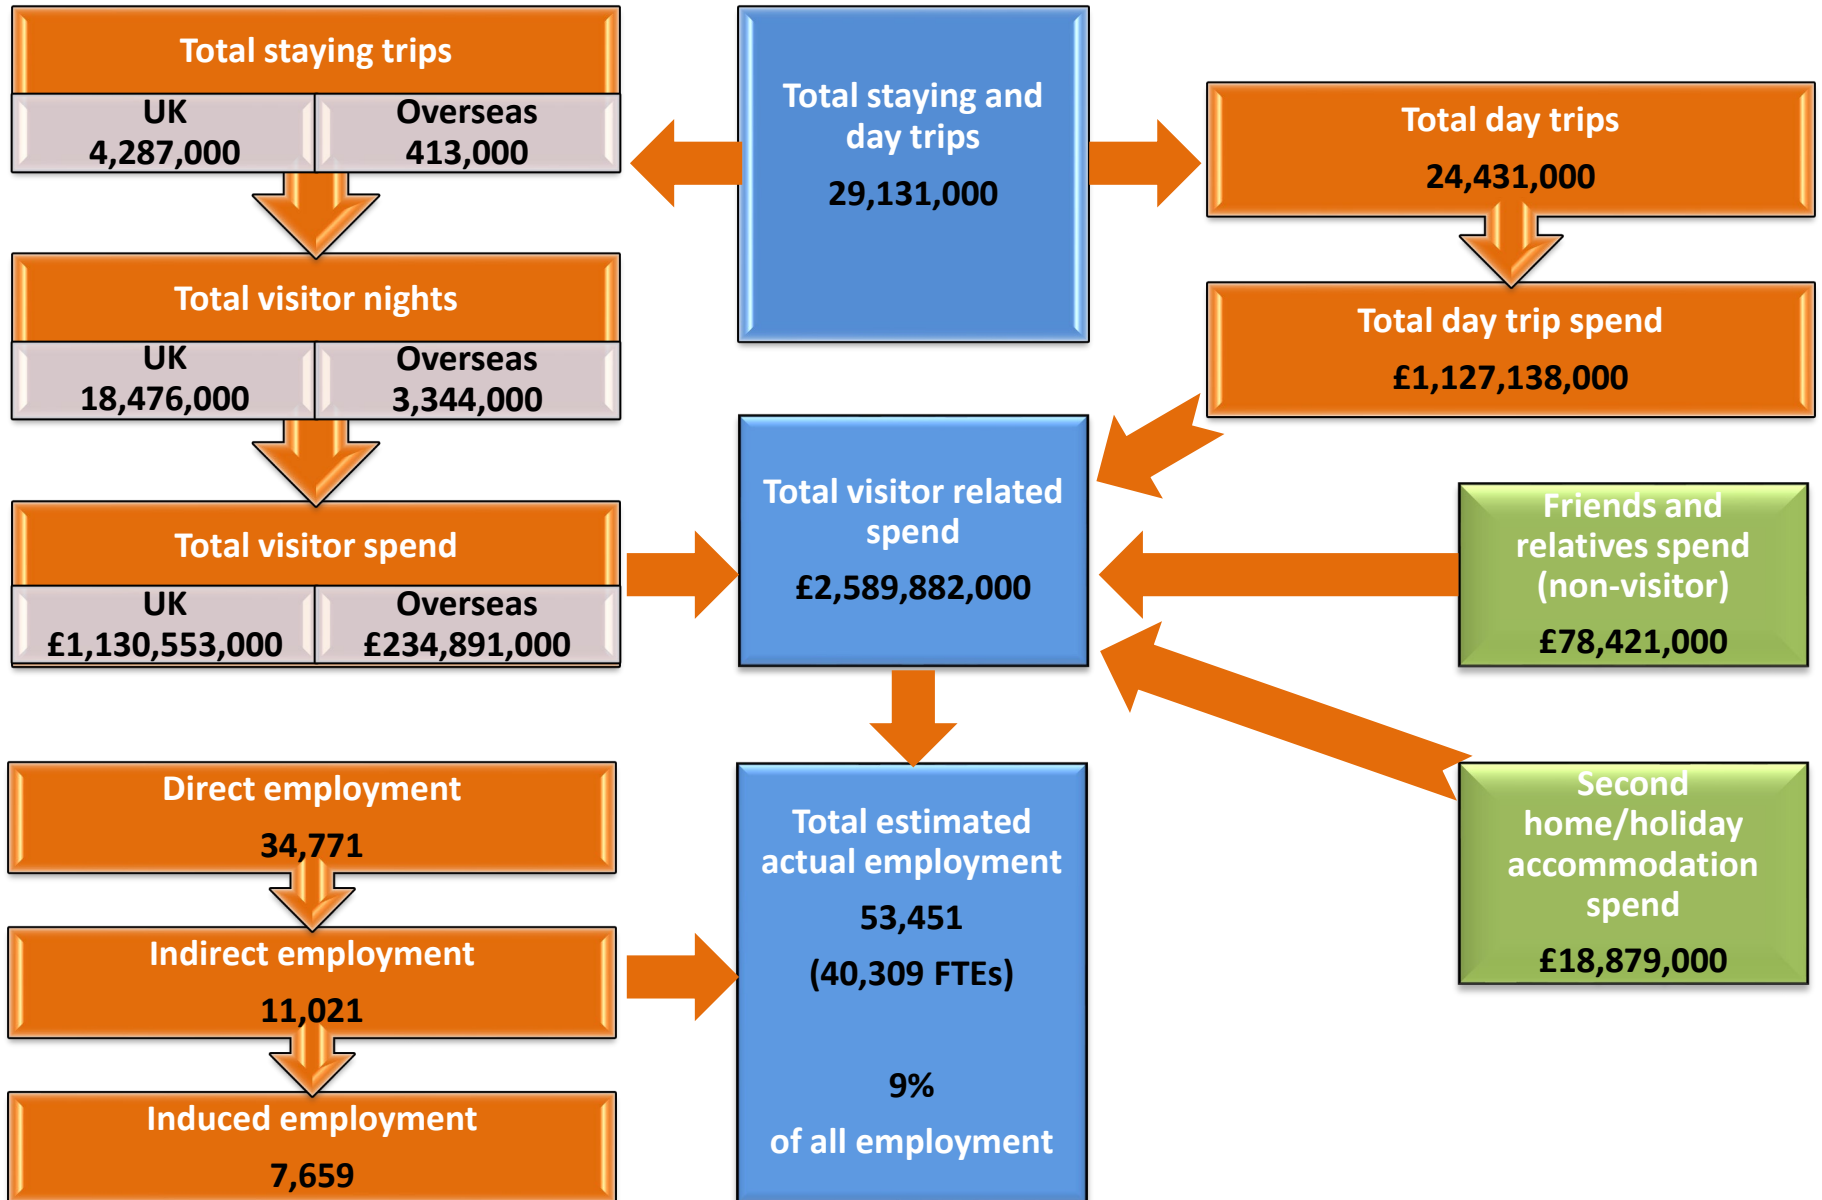 Total staying trips
UK
4,287,000
Overseas
413,000
Total visitor nights
UK
18,476,000
Overseas
3,344,000
Total visitor spend
UK
£1,130,553,000
Overseas
£234,891,000
Total staying and
day trips
29,131,000
Total day trips
24,431,000
Total day trip spend
£1,127,138,000
Total visitor related
spend
£2,589,882,000
Friends and
relatives spend
(non-visitor)
£78,421,000
Second
home/holiday
accommodation
spend
£18,879,000
Direct employment
34,771
Indirect employment
11,021
Induced employment
7,659
Total estimated
actual employment
53,451
(40,309 FTEs)
9%
of all employment